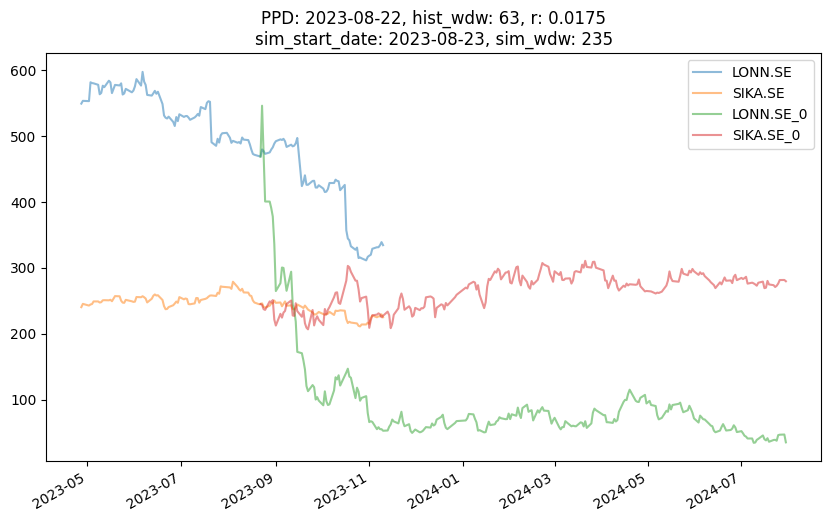 PPD: 2023-08-22, hist_wdw: 63, r: 0.0175
sim_start_date: 2023-08-23, sim_wdw: 235
LONN.SE
SIKA.SE
LONN.SE_0
SIKA.SE_0
600
500
400
300
200
100
2023-05
2023-07
2023-09
2023-11
2024-01
2024-03
2024-05
2024-07